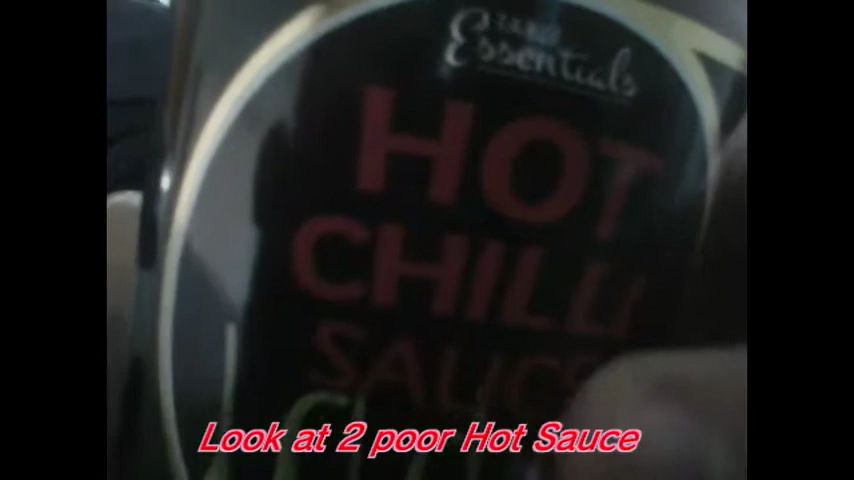 Essentials
HOT
CHILLI
SAUCE
Look at 2 poor Hot Sauce